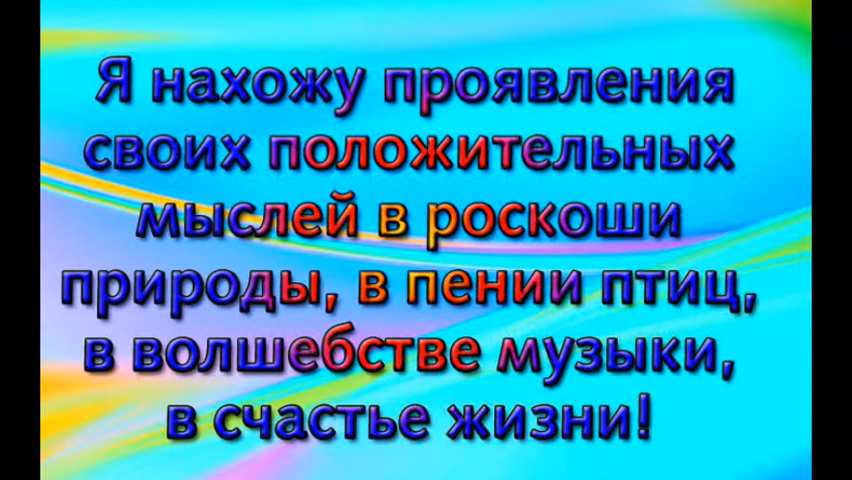 Я нахожу проявления
своих положительных
мыслей в роскоши
природы, в пении птиц,
в волшебстве музыки,
в счастье жизни!